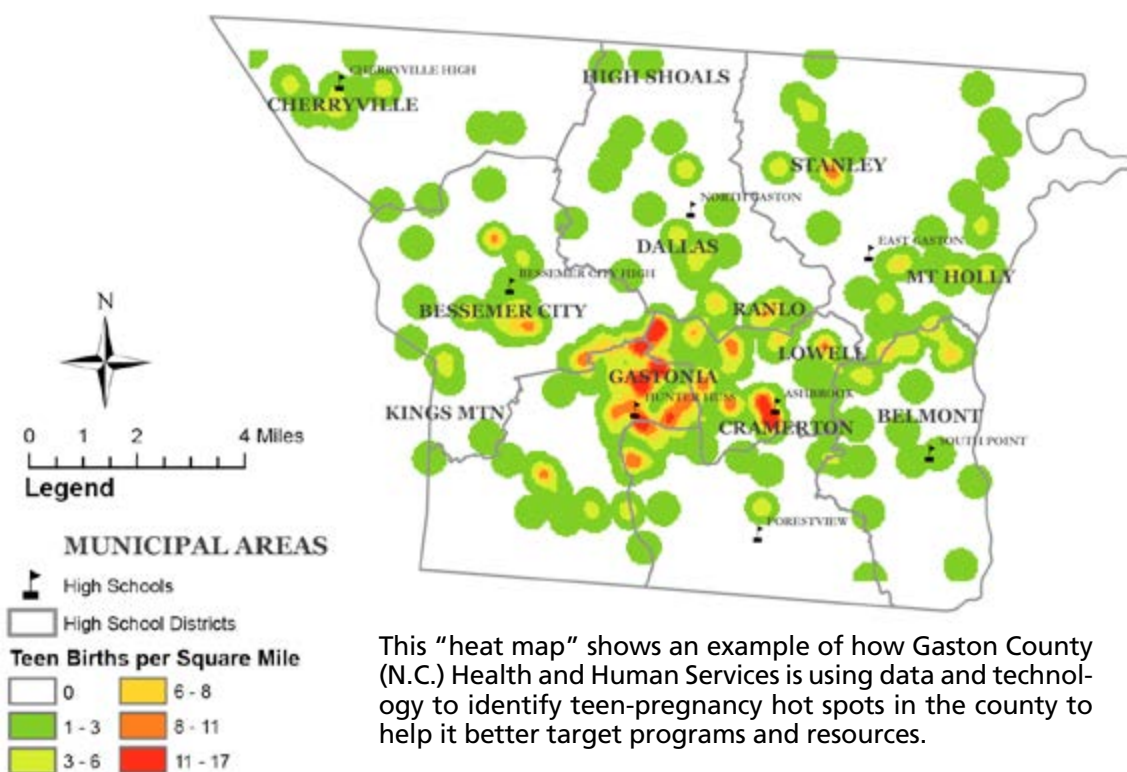 CHERRYVILLE HIGH
HIGH SHOALS
CHERRYVILLE
STANLEY
NORTH GASTON
DALLAS
EAST GASTON
BESSEMER CITY HIGH
MT HOLLY
N
BESSEMER CITY
RANLO
LOWELL
GASTONIA
HUNTER HUSS
ASHBROOK
KINGS MTN
CRAMERTON
BELMONT
0 1 2 4 Miles
SOUTH POINT
Legend
FORESTVIEW
MUNICIPAL AREAS
High Schools
High School Districts
Teen Births per Square Mile
0 6 - 8
1 - 3 8 - 11
3 - 6 11 - 17
This “heat map” shows an example of how Gaston County
(N.C.) Health and Human Services is using data and technol-
ogy to identify teen-pregnancy hot spots in the county to
help it better target programs and resources.